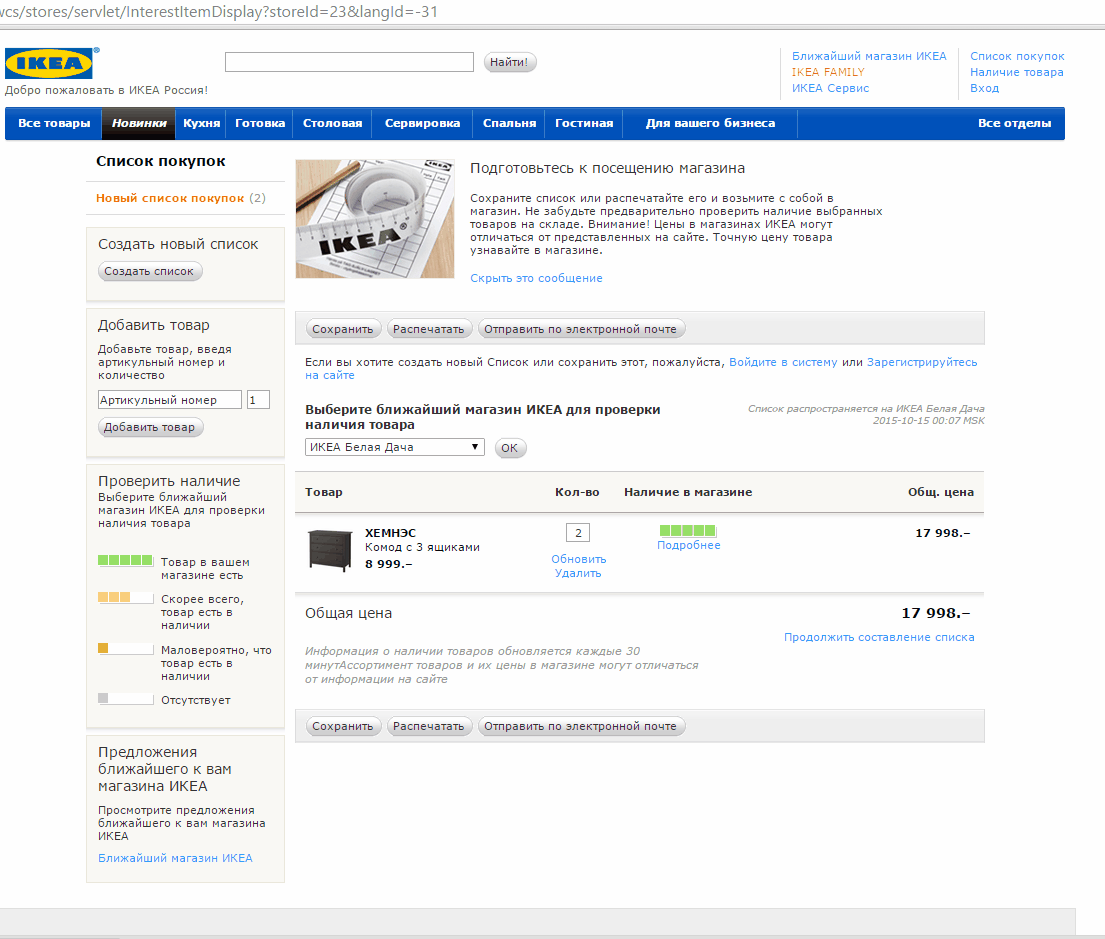 wcs/stores/servlet/InterestItemDisplay?storeId=23&langId=-31
IKEA®
Найти!
Добро пожаловать в ИКЕА Россия!
Ближайший магазин ИКЕА
IKEA FAMILY
ИКЕА Сервис
Список покупок
Наличие товара
Вход
Все товары Новинки Кухня Готовка Столовая Сервировка Спальня Гостиная Для вашего бизнеса Все отделы
Список покупок
Новый список покупок (2)
Создать новый список
Создать список
Добавить товар
Добавьте товар, введя
артикульный номер и
количество
Артикульный номер 1
Добавить товар
Проверить наличие
Выберите ближайший
магазин ИКЕА для проверки
наличия товара
Товар в вашем
магазине есть
Скорее всего,
товар есть в
наличии
Маловероятно, что
товар есть в
наличии
Отсутствует
Предложения
ближайшего к вам
магазина ИКЕА
Просмотрите предложения
ближайшего к вам магазина
ИКЕА
Ближайший магазин ИКЕА
IKEA
IKEA®
Подготовьтесь к посещению магазина
Сохраните список или распечатайте его и возьмите с собой в
магазин. Не забудьте предварительно проверить наличие выбранных
товаров на складе. Внимание! Цены в магазинах ИКЕА могут
отличаться от представленных на сайте. Точную цену товара
узнавайте в магазине.
Скрыть это сообщение
Сохранить Распечатать Отправить по электронной почте
Если вы хотите создать новый Список или сохранить этот, пожалуйста, Войдите в систему или Зарегистрируйтесь
на сайте
Выберите ближайший магазин ИКЕА для проверки
наличия товара
ИКЕА Белая Дача ▼ ОК
Список распространяется на ИКЕА Белая Дача
2015-10-15 00:07 MSK
Товар Кол-во Наличие в магазине Общ. цена
ХЕМНЭС
Комод с 3 ящиками
8 999.–
2
Обновить
Удалить
Подробнее
17 998.–
Общая цена 17 998.–
Продолжить составление списка
Информация о наличии товаров обновляется каждые 30
минутАссортимент товаров и их цены в магазине могут отличаться
от информации на сайте
Сохранить Распечатать Отправить по электронной почте